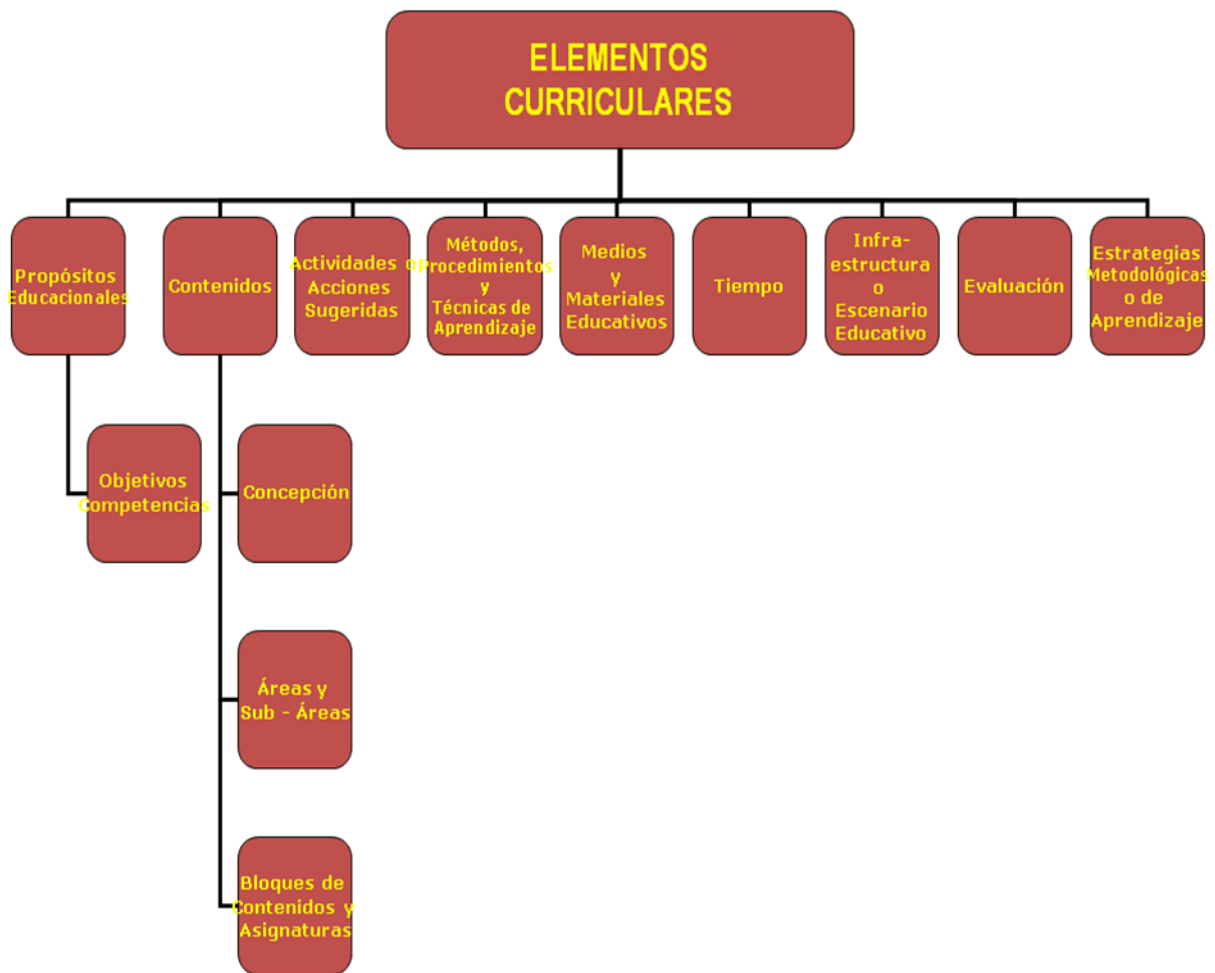 ELEMENTOS
CURRICULARES
Propósitos
Educacionales
Contenidos
Actividades o
Acciones
Sugeridas
Métodos,
Procedimientos
y
Técnicas de
Aprendizaje
Medios
y
Materiales
Educativos
Tiempo
Infra-
estructura
o
Escenario
Educativo
Evaluación
Estrategias
Metodológicas
o de
Aprendizaje
Objetivos
Competencias
Concepción
Áreas y
Sub - Áreas
Bloques de
Contenidos y
Asignaturas